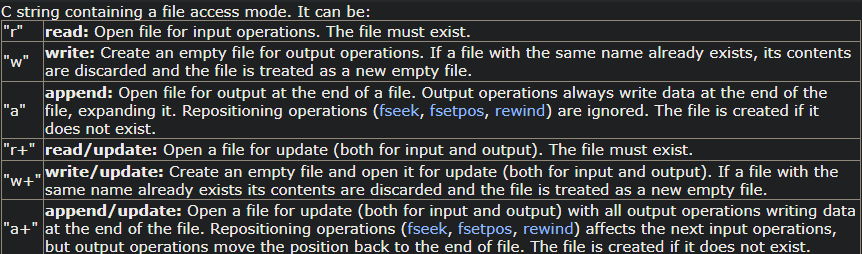 C string containing a file access mode. It can be:
"r" read: Open file for input operations. The file must exist.
"w" write: Create an empty file for output operations. If a file with the same name already exists, its contents
are discarded and the file is treated as a new empty file.
"a" append: Open file for output at the end of a file. Output operations always write data at the end of the
file, expanding it. Repositioning operations (fseek, fsetpos, rewind) are ignored. The file is created if it
does not exist.
"r+" read/update: Open a file for update (both for input and output). The file must exist.
"w+" write/update: Create an empty file and open it for update (both for input and output). If a file with the
same name already exists its contents are discarded and the file is treated as a new empty file.
"a+" append/update: Open a file for update (both for input and output) with all output operations writing data
at the end of the file. Repositioning operations (fseek, fsetpos, rewind) affects the next input operations,
but output operations move the position back to the end of file. The file is created if it does not exist.